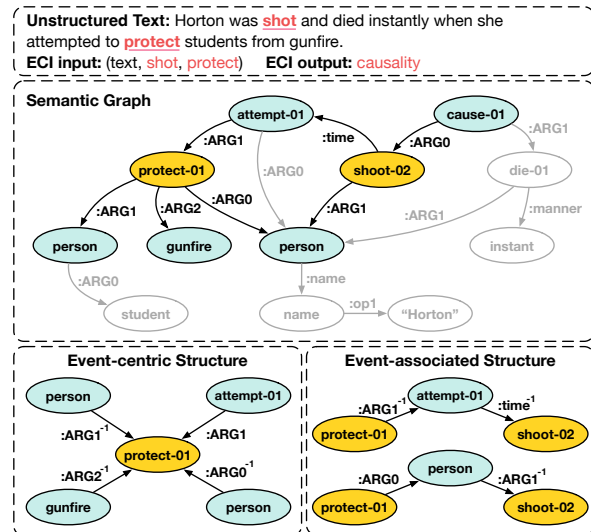 Unstructured Text: Horton was shot and died instantly when she
attempted to protect students from gunfire.
ECI input: (text, shot, protect) ECI output: causality
Semantic Graph
attempt-01
cause-01
:ARG1
:time
:ARG0
:ARG1
protect-01
:ARG0
shoot-02
die-01
:ARG1
:ARG2
:ARG0
:ARG1
:ARG1
:manner
person
gunfire
person
instant
:ARG0
:name
student
name
:op1
"Horton"
Event-centric Structure
person
attempt-01
:ARG1-1
:ARG1
protect-01
:ARG2-1
:ARG0-1
gunfire
person
Event-associated Structure
attempt-01
:ARG1-1
:time-1
protect-01
shoot-02
person
:ARG0
:ARG1-1
protect-01
shoot-02